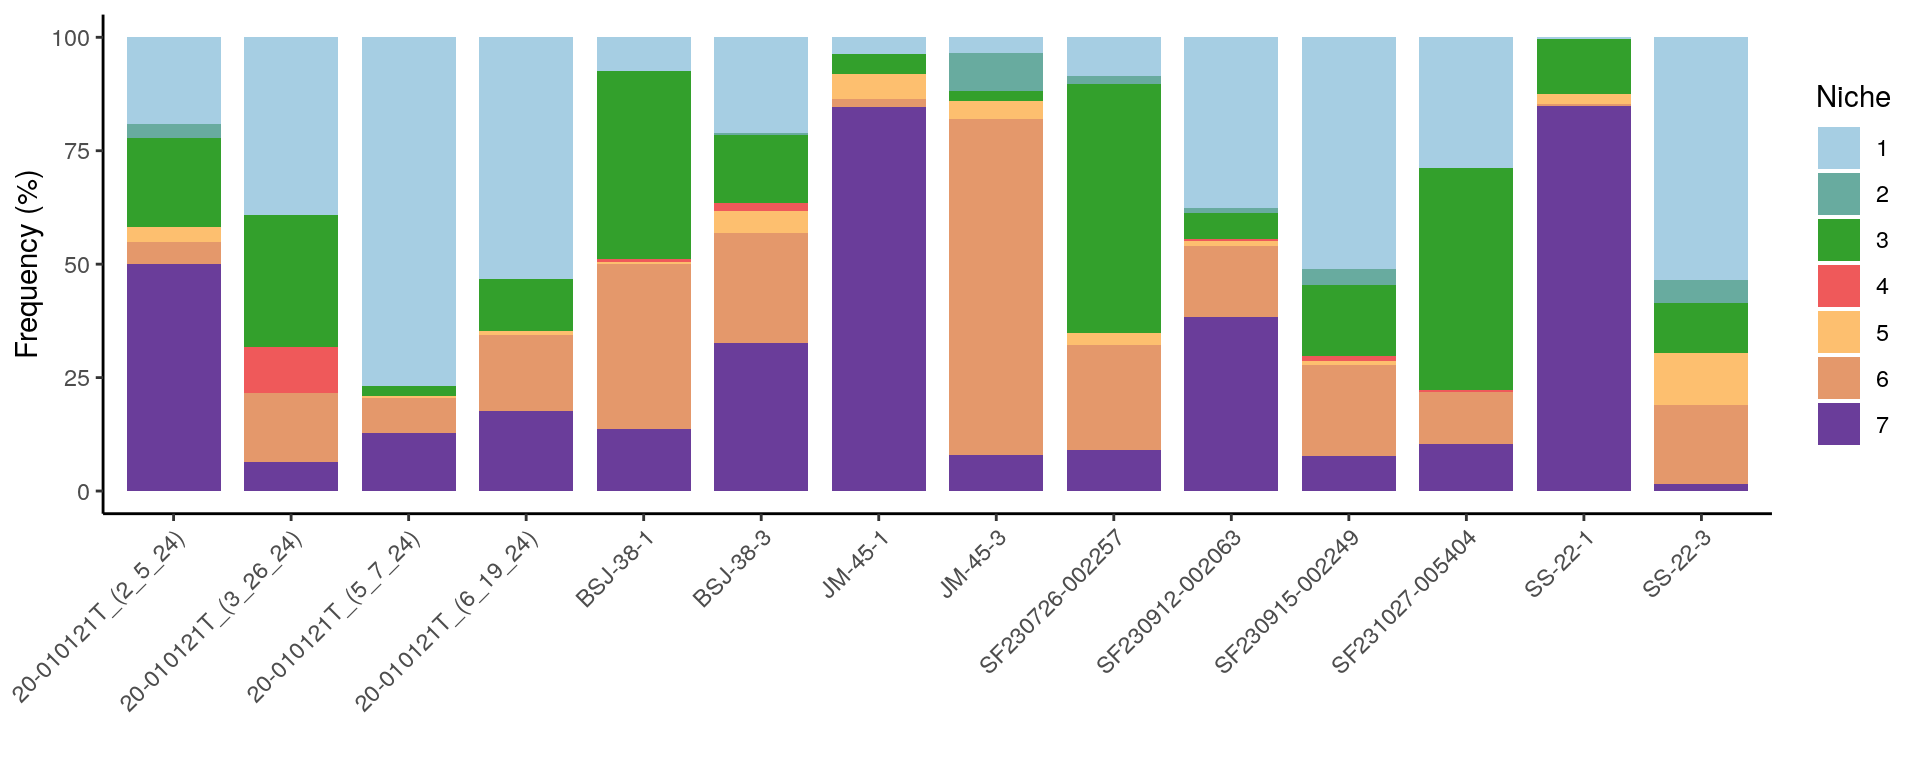 Frequency (%)
100
75
50
25
0
20-010121T_(2_5_24)
20-010121T_(3_26_24)
20-010121T_(5_7_24)
20-010121T_(6_19_24)
BSJ-38-1
BSJ-38-3
JM-45-1
JM-45-3
SF230726-002257
SF230912-002063
SF230915-002249
SF231027-005404
SS-22-1
SS-22-3
Niche
1
2
3
4
5
6
7